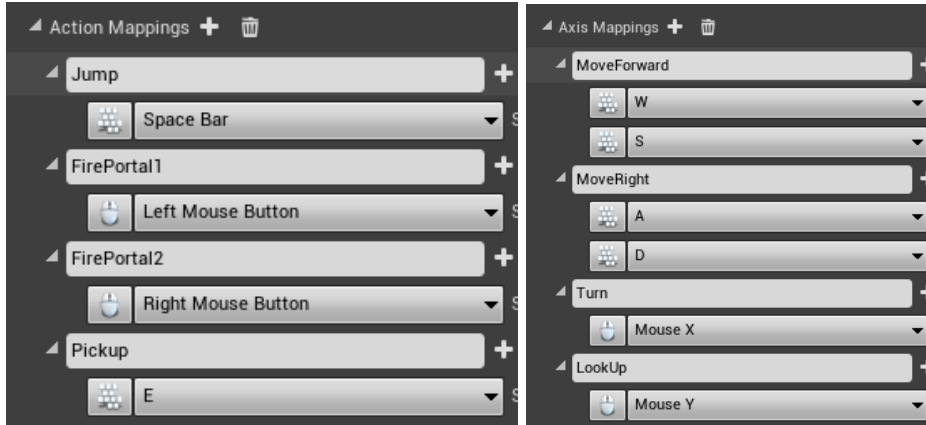 Action Mappings
Jump
Space Bar
FirePortal1
Left Mouse Button
FirePortal2
Right Mouse Button
Pickup
E
Axis Mappings
MoveForward
W
S
MoveRight
A
D
Turn
Mouse X
LookUp
Mouse Y